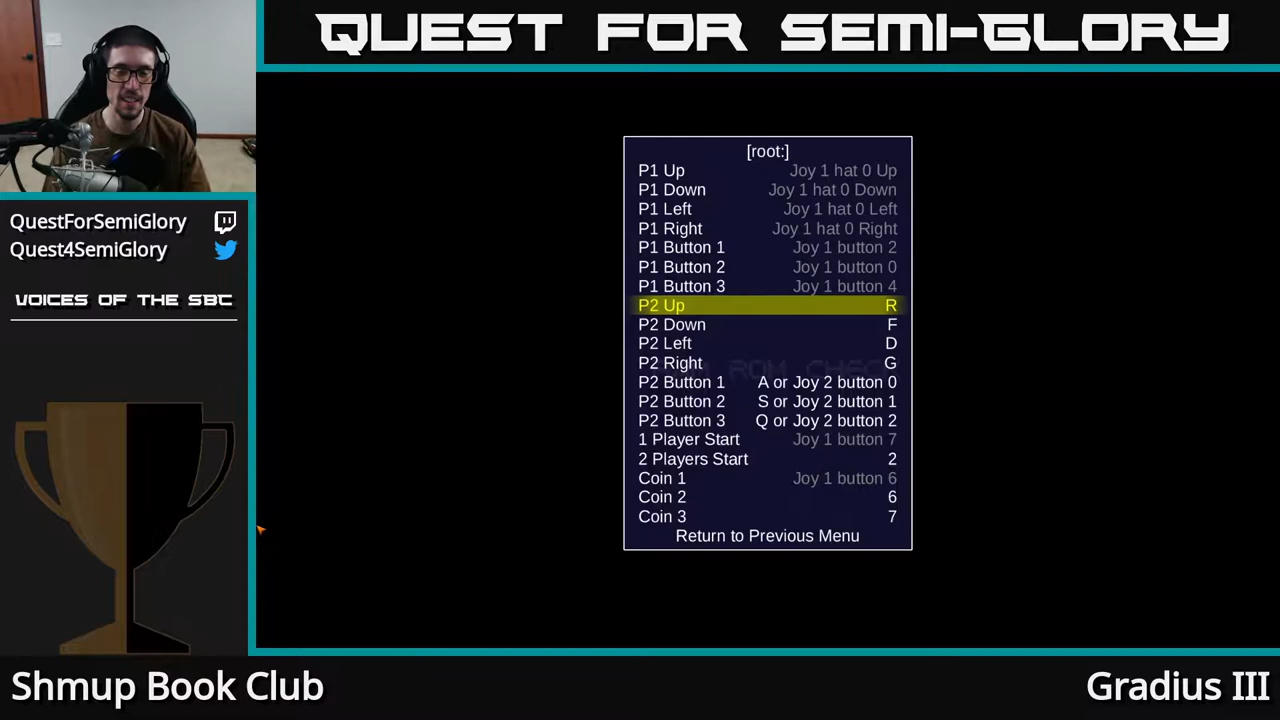 QUEST FOR SEMI-GLORY
QuestForSemiGlory
Quest4SemiGlory
VOICES OF THE SBC
[root:]
P1 Up Joy 1 hat 0 Up
P1 Down Joy 1 hat 0 Down
P1 Left Joy 1 hat 0 Left
P1 Right Joy 1 hat 0 Right
P1 Button 1 Joy 1 button 2
P1 Button 2 Joy 1 button 0
P1 Button 3 Joy 1 button 4
P2 Up R
P2 Down F
P2 Left D
P2 Right G
ROM CHECK
P2 Button 1 A or Joy 2 button 0
P2 Button 2 S or Joy 2 button 1
P2 Button 3 Q or Joy 2 button 2
1 Player Start Joy 1 button 7
2 Players Start 2
Coin 1 Joy 1 button 6
Coin 2 6
Coin 3 7
Return to Previous Menu
Shmup Book Club
Gradius III